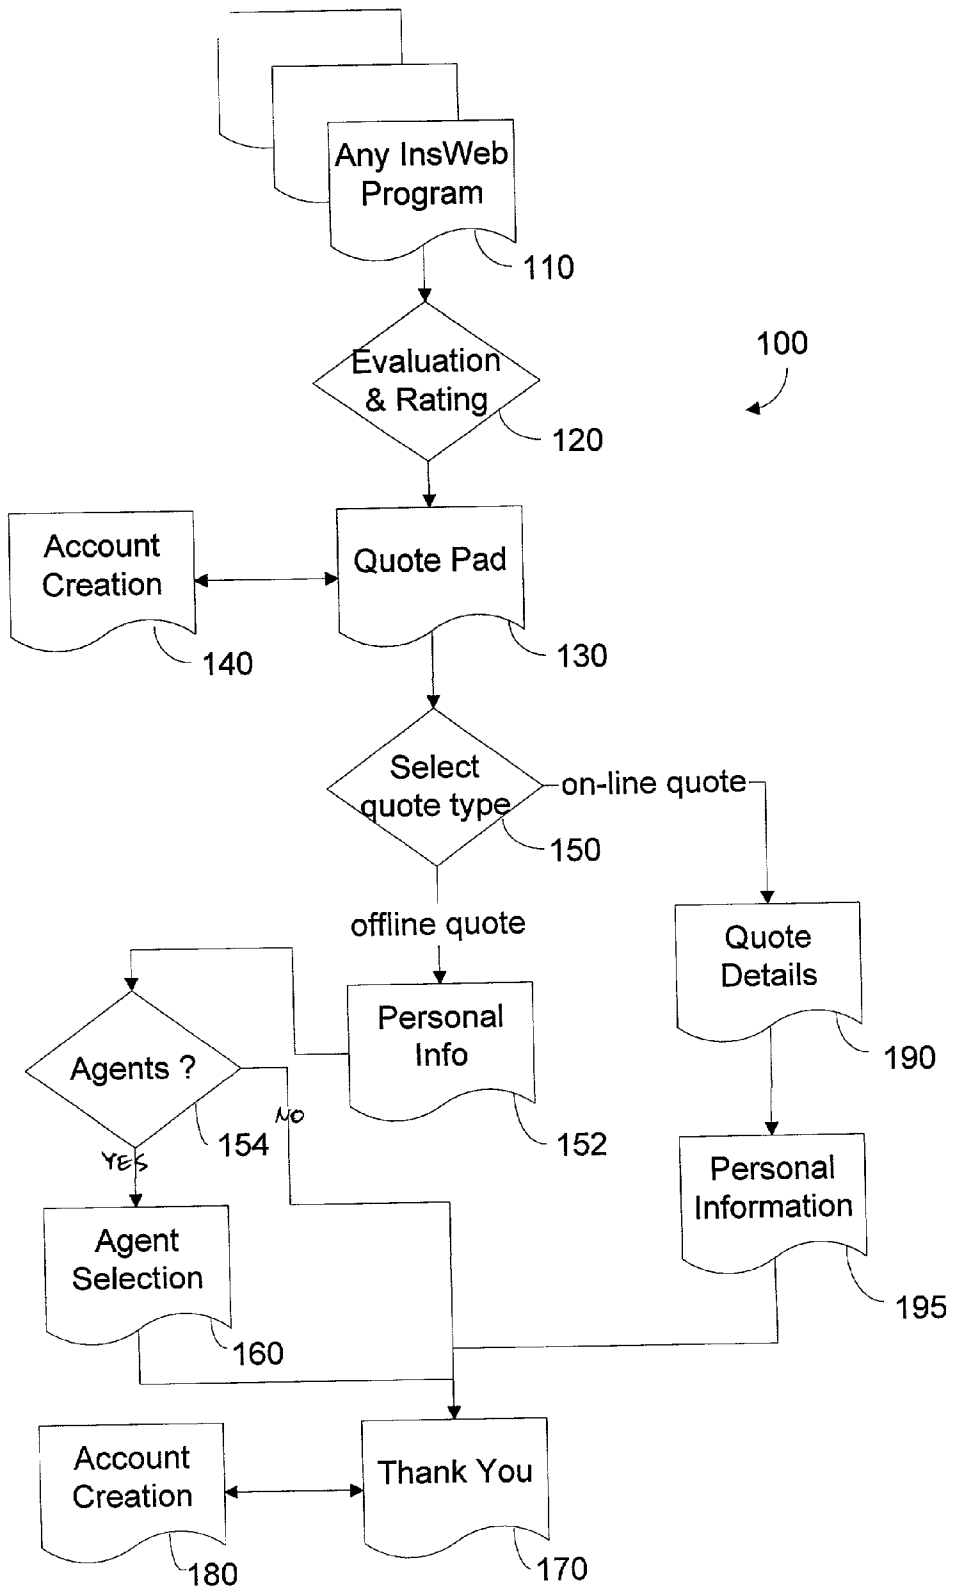 Any InsWeb
Program
110
Evaluation
& Rating
120
100
Account
Creation
140
Quote Pad
130
Select
quote type
150
on-line quote
offline quote
Quote
Details
190
Personal
Info
152
Agents ?
154
NO
YES
Personal
Information
195
Agent
Selection
160
Account
Creation
180
Thank You
170